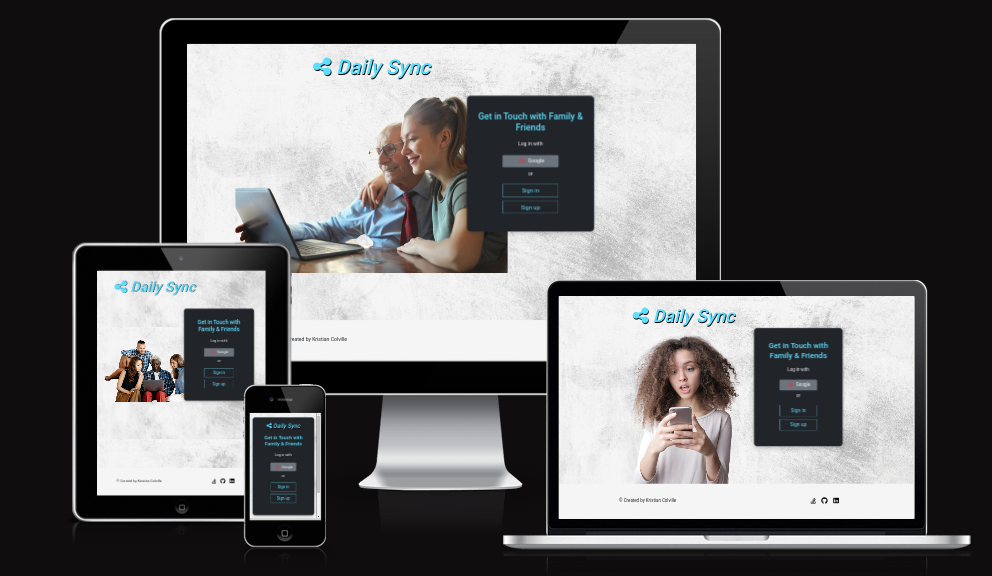 Daily Sync
Get in Touch with Family &
Friends
Log in with
Google
or
Sign in
Sign up
Created by Kristian Colville
Daily Sync
Get in Touch with
Family & Friends
Log in with
Google
or
Sign in
Sign up
© Created by Kristian Colville
Daily Sync
Get in Touch with
Family & Friends
Log in with
Google
or
Sign in
Sign up
Daily Sync
Get in Touch with
Family & Friends
Log in with
Google
or
Sign in
Sign up
© Created by Kristian Colville